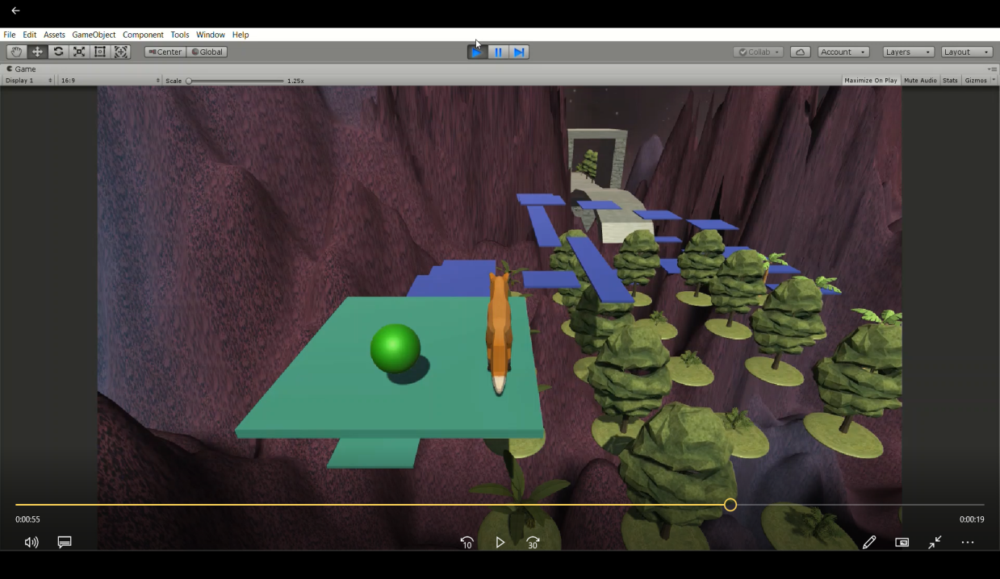 File Edit Assets GameObject Component Tools Window Help
Center Global Collab Account Layers Layout
Game
Display 1 16:9 Scale 1.25x Maximize On Play Mute Audio Stats Gizmos
0:00:55 0:00:19
10 30